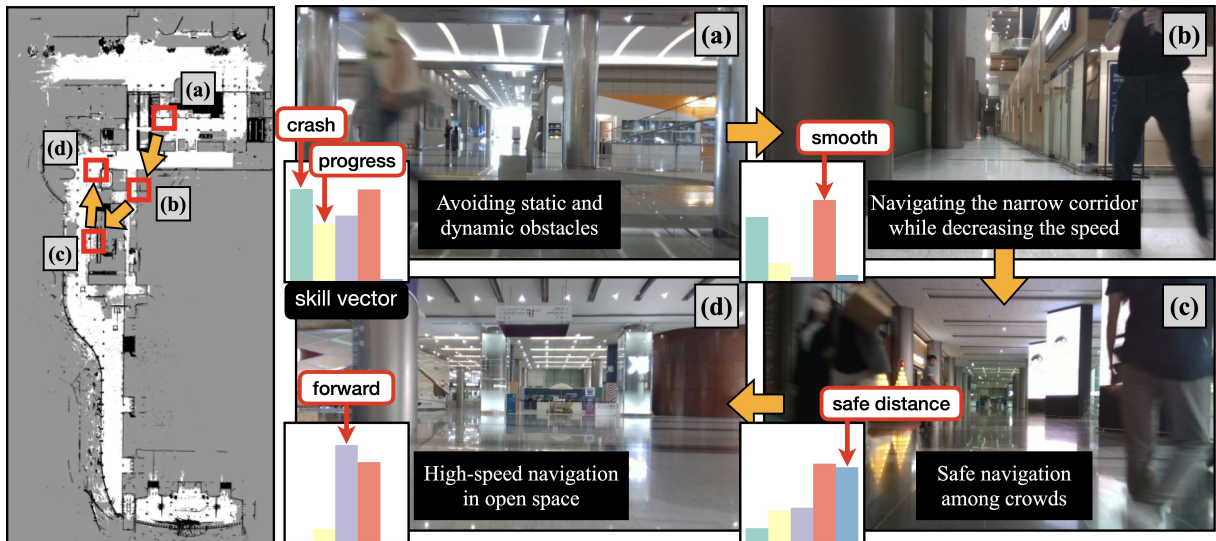 (a)
(d)
(b)
(c)
(a)
crash
progress
Avoiding static and
dynamic obstacles
skill vector
(b)
smooth
Navigating the narrow corridor
while decreasing the speed
(d)
forward
High-speed navigation
in open space
(c)
safe distance
Safe navigation
among crowds